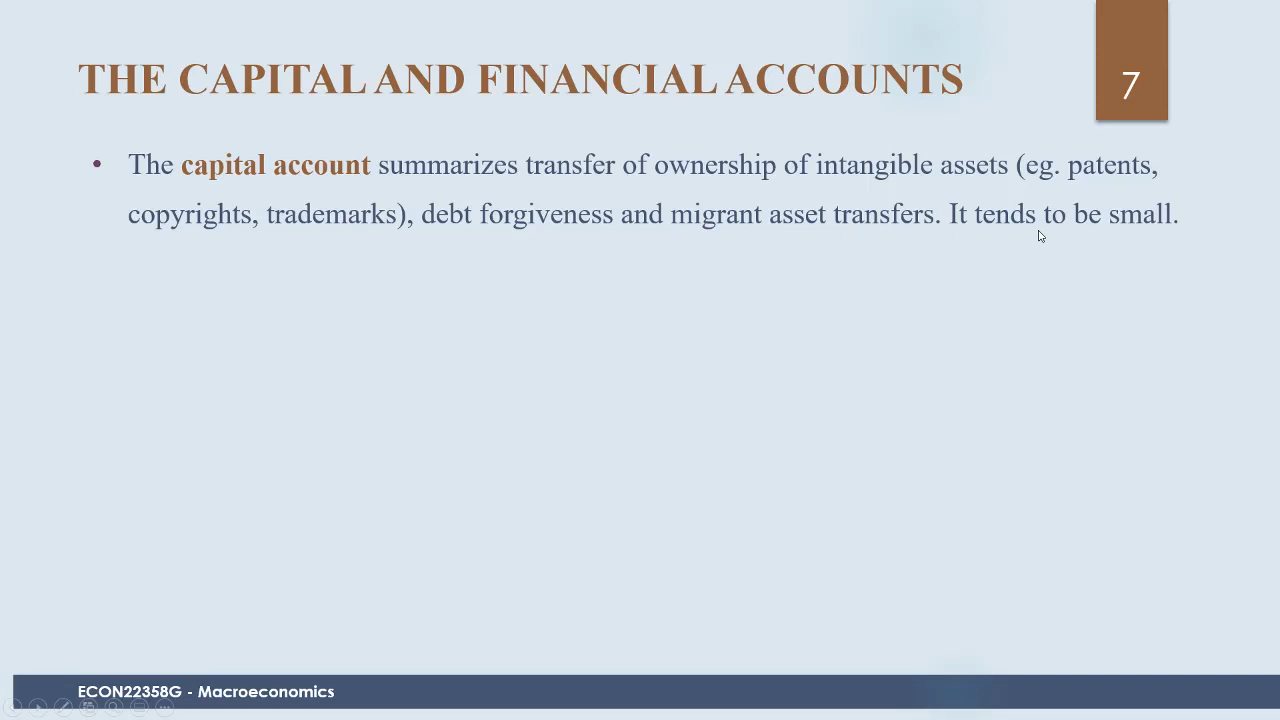 THE CAPITAL AND FINANCIAL ACCOUNTS
7
• The capital account summarizes transfer of ownership of intangible assets (eg. patents,
copyrights, trademarks), debt forgiveness and migrant asset transfers. It tends to be small.
ECON22358G - Macroeconomics